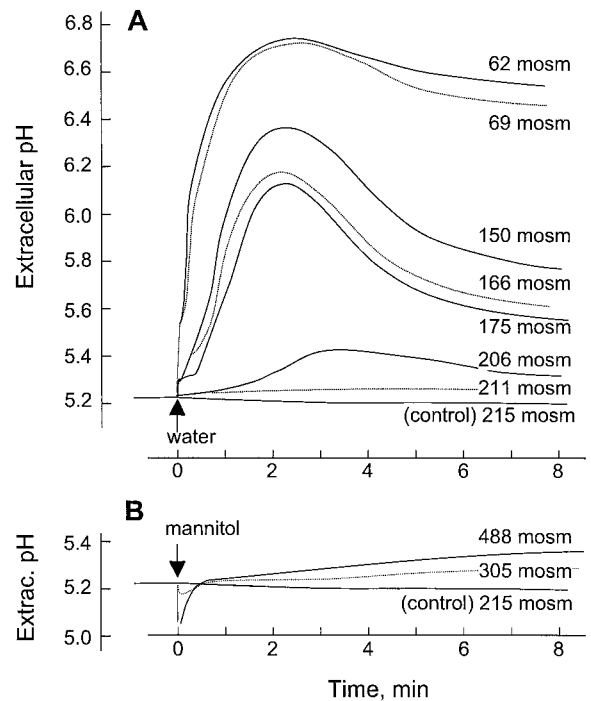 A
6.8
6.6
6.4
6.2
6.0
5.8
5.6
5.4
5.2
Extracellular pH
62 mosm
69 mosm
150 mosm
166 mosm
175 mosm
206 mosm
211 mosm
(control) 215 mosm
water
0 2 4 6 8
B
mannitol
5.4
5.2
5.0
Extrac. pH
488 mosm
305 mosm
(control) 215 mosm
0 2 4 6 8
Time, min